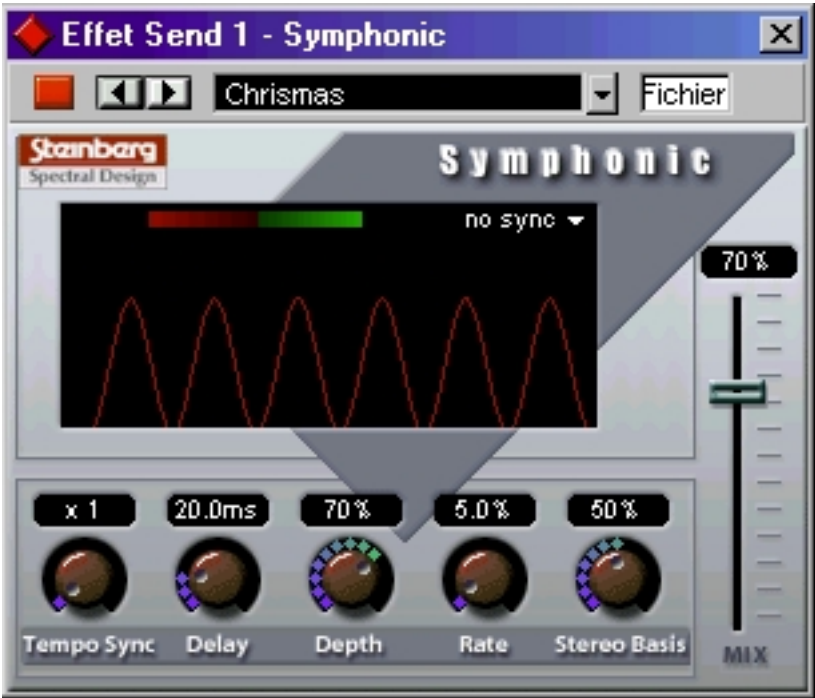 Effet Send 1 - Symphonic
Chrismas
Fichier
Steinberg
Spectral Design
Symphonic
no sync
70%
x 1
20.0ms
70%
5.0%
50%
Tempo Sync
Delay
Depth
Rate
Stereo Basis
MIX